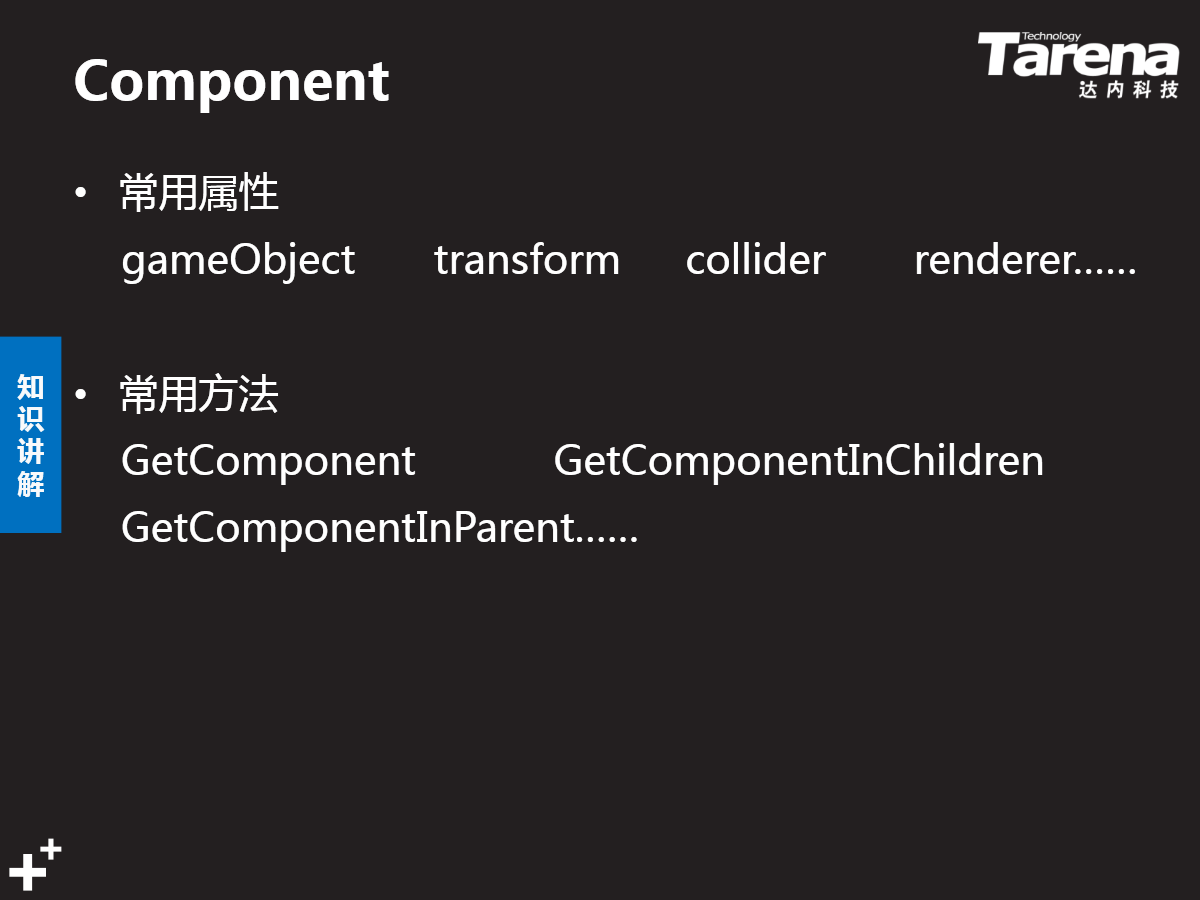 Component
Technology
Tarena
达内科技
• 常用属性
gameObject transform collider renderer......
知识讲解
• 常用方法
GetComponent GetComponentInChildren
GetComponentInParent......